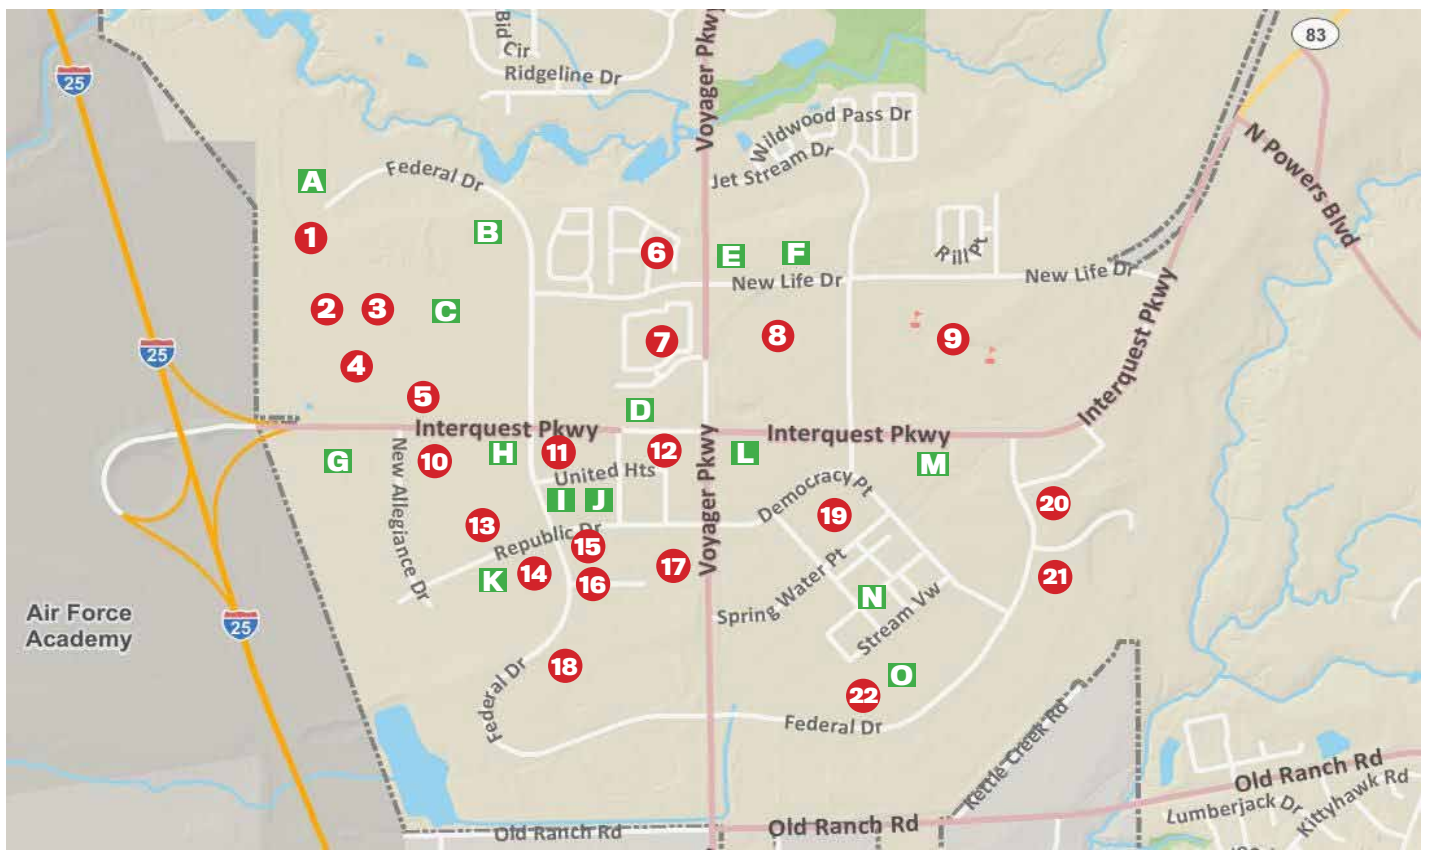 Bid
Cir
Ridgeline Dr
Voyager Pkwy
83
25
Wildwood Pass Dr
N Powers Blvd
Jet Stream Dr
A
Federal Dr
1
B
6
E
F
Rill Pt
New Life Dr
New Life Dr
2
3
C
7
8
9
25
4
5
Interquest Pkwy
D
Interquest Pkwy
Interquest Pkwy
G
New Allegiance Dr
10
H
11
12
Voyager Pkwy
L
M
United Hts
I
J
Democracy Pt
19
20
13
Republic Dr
15
K
14
16
17
21
Air Force
Academy
25
Spring Water Pt
N
Stream Vw
18
O
22
Federal Dr
Federal Dr
Kettle Creek Rd
Old Ranch Rd
Old Ranch Rd
Old Ranch Rd
Lumberjack Dr
Kittyhawk Rd